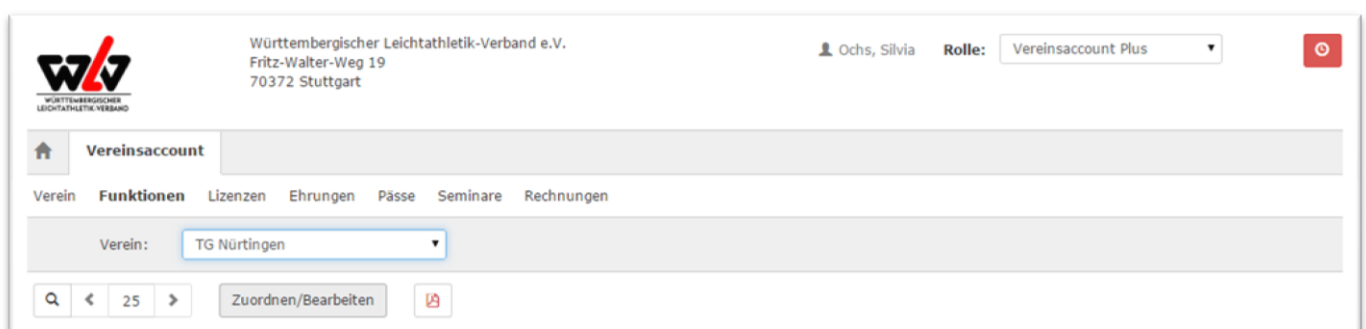 WLV
WÜRTTEMBERGISCHER
LEICHTATHLETIK-VERBAND
Württembergischer Leichtathletik-Verband e.V.
Fritz-Walter-Weg 19
70372 Stuttgart
Ochs, Silvia Rolle: Vereinsaccount Plus
Vereinsaccount
Verein Funktionen Lizenzen Ehrungen Pässe Seminare Rechnungen
Verein: TG Nürtingen
25 Zuordnen/Bearbeiten